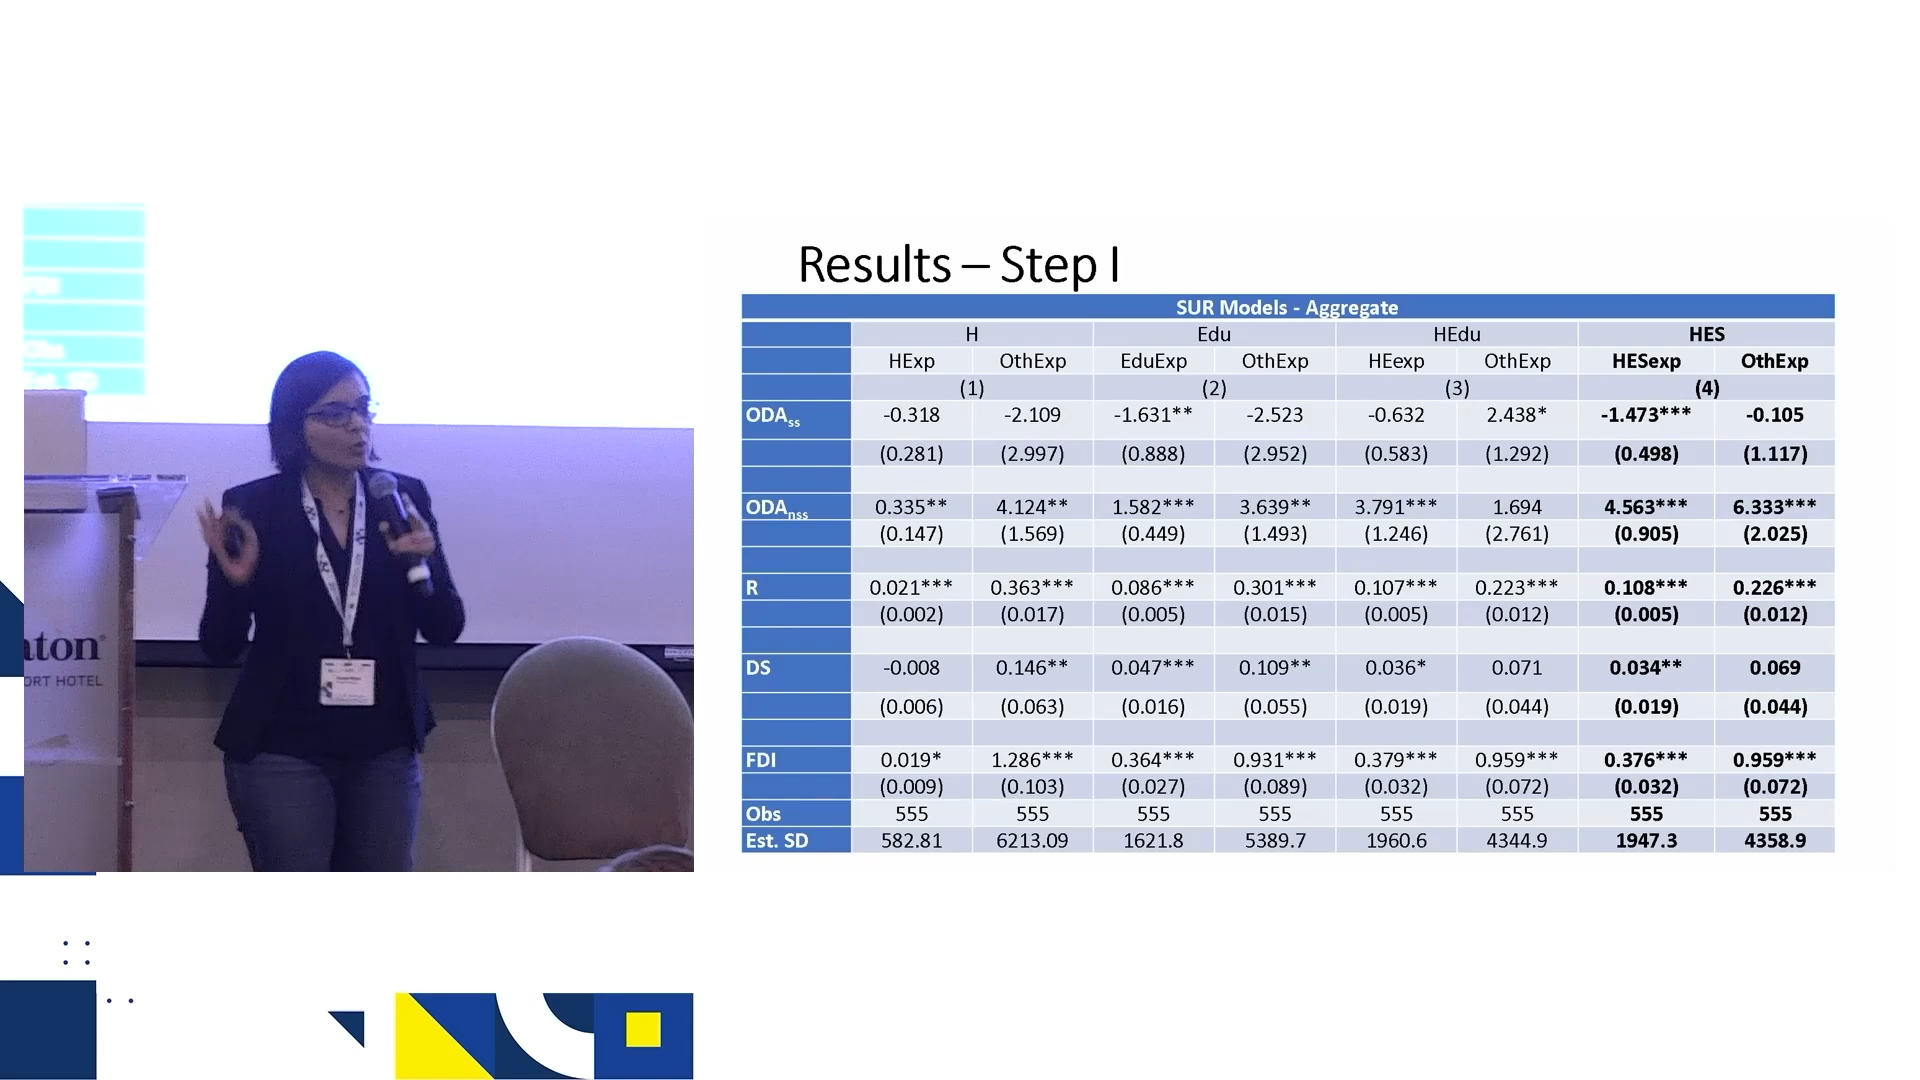 Results – Step I
SUR Models - Aggregate
H Edu HEdu HES
HExp OthExp EduExp OthExp HEexp OthExp HESexp OthExp
(1) (2) (3) (4)
ODAss -0.318 -2.109 -1.631** -2.523 -0.632 2.438* -1.473*** -0.105
(0.281) (2.997) (0.888) (2.952) (0.583) (1.292) (0.498) (1.117)
ODAnss 0.335** 4.124** 1.582*** 3.639** 3.791*** 1.694 4.563*** 6.333***
(0.147) (1.569) (0.449) (1.493) (1.246) (2.761) (0.905) (2.025)
R 0.021*** 0.363*** 0.086*** 0.301*** 0.107*** 0.223*** 0.108*** 0.226***
(0.002) (0.017) (0.005) (0.015) (0.005) (0.012) (0.005) (0.012)
DS -0.008 0.146** 0.047*** 0.109** 0.036* 0.071 0.034** 0.069
(0.006) (0.063) (0.016) (0.055) (0.019) (0.044) (0.019) (0.044)
FDI 0.019* 1.286*** 0.364*** 0.931*** 0.379*** 0.959*** 0.376*** 0.959***
(0.009) (0.103) (0.027) (0.089) (0.032) (0.072) (0.032) (0.072)
Obs 555 555 555 555 555 555 555 555
Est. SD 582.81 6213.09 1621.8 5389.7 1960.6 4344.9 1947.3 4358.9
aton
ORT HOTEL